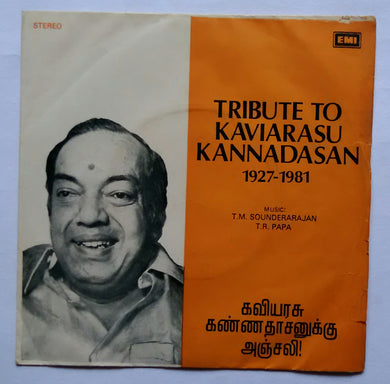 STEREO
EMI
TRIBUTE TO
KAVIARASU
KANNADASAN
1927-1981
MUSIC:
T.M. SOUNDERARAJAN
T.R. PAPA
கவியரசு
கண்ணதாசனுக்கு
அஞ்சலி!